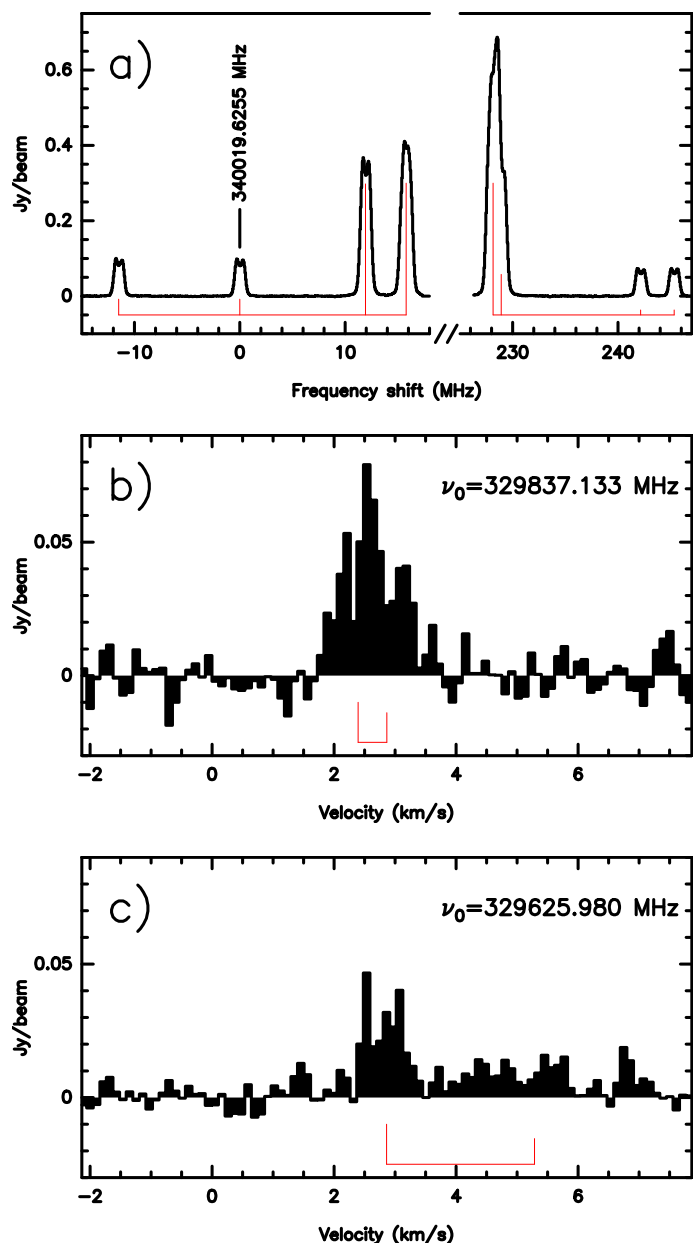 a)
340019.6255 MHz
Jy/beam
0.6
0.4
0.2
0
−10 0 10 230 240
Frequency shift (MHz)
b)
ν0=329837.133 MHz
Jy/beam
0.05
0
−2 0 2 4 6
Velocity (km/s)
c)
ν0=329625.980 MHz
Jy/beam
0.05
0
−2 0 2 4 6
Velocity (km/s)